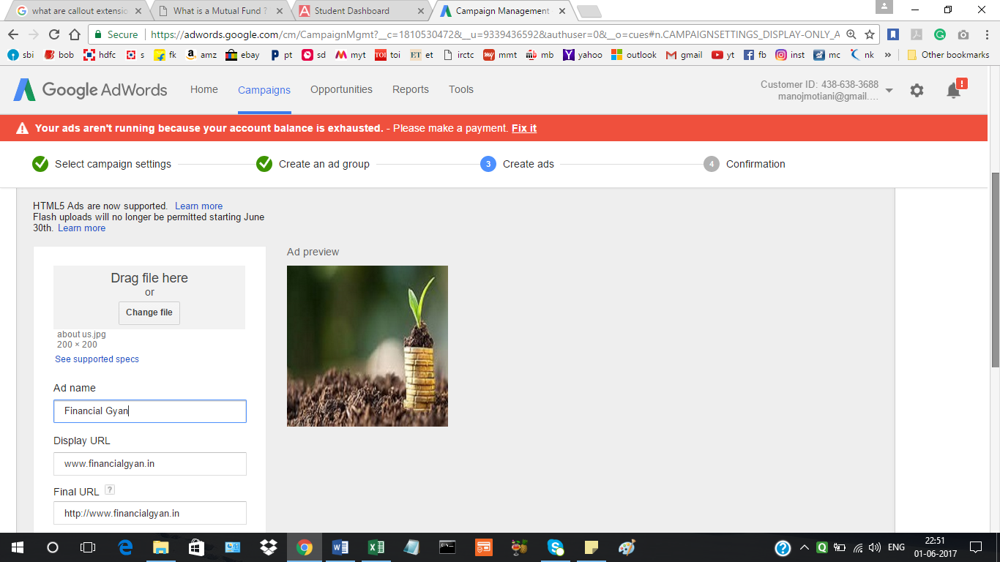 what are callout extensio
What is a Mutual Fund ?
Student Dashboard
Campaign Management
Secure https://adwords.google.com/cm/CampaignMgmt?__c=1810530472&__u=9339436592&authuser=0&__o=cues#n.CAMPAIGNSETTINGS_DISPLAY-ONLY_A
sbi bob hdfc s fk amz ebay pt sd myt TOI toi ET et irctc my mmt mb mb yahoo outlook gmail yt fb inst mc nk » Other bookmarks
Google AdWords Home Campaigns Opportunities Reports Tools
Customer ID: 438-638-3688
manojmotiani@gmail....
!
Your ads aren't running because your account balance is exhausted. - Please make a payment. Fix it
Select campaign settings Create an ad group 3 Create ads 4 Confirmation
HTML5 Ads are now supported. Learn more
Flash uploads will no longer be permitted starting June
30th. Learn more
Ad preview
Drag file here
or
Change file
about us.jpg
200 × 200
See supported specs
Ad name
Financial Gyan
Display URL
www.financialgyan.in
Final URL ?
http://www.financialgyan.in
ENG
22:51
01-06-2017